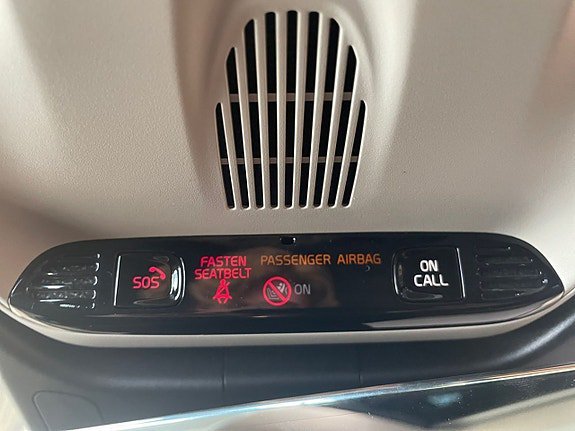 SOS
FASTEN
SEATBELT
PASSENGER AIRBAG
ON
ON
CALL